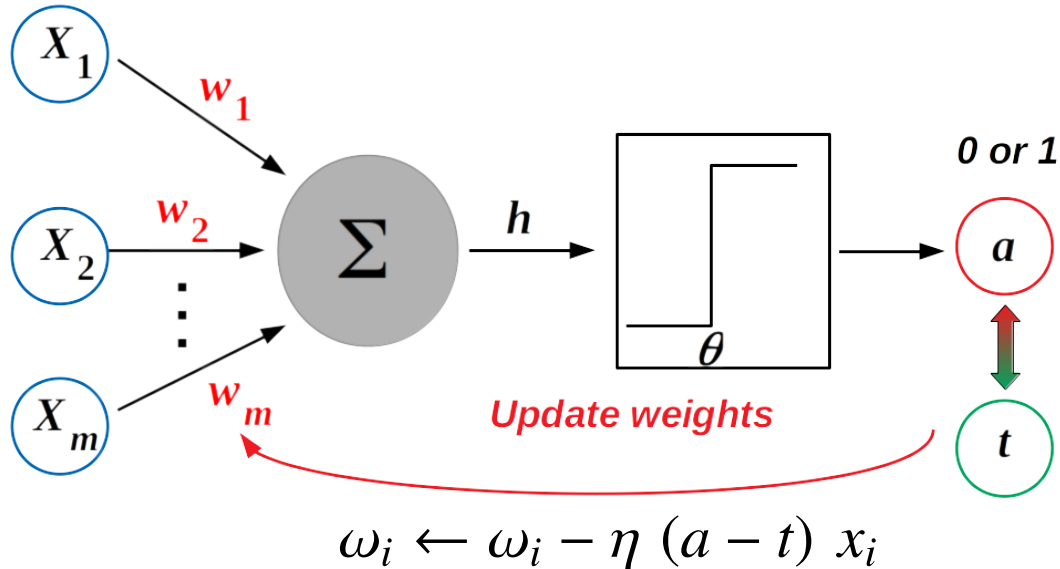 X₁
w₁
0 or 1
X₂
w₂
Σ
h
θ
a
⋮
Xₘ
wₘ
Update weights
t
ωᵢ ← ωᵢ − η (a − t) xᵢ